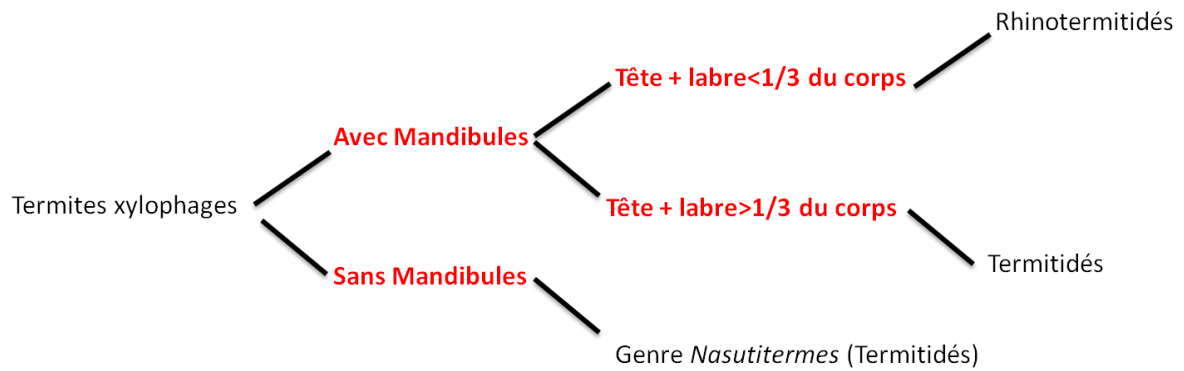 Rhinotermitidés
Tête + labre<1/3 du corps
Avec Mandibules
Termites xylophages
Tête + labre>1/3 du corps
Sans Mandibules
Termitidés
Genre Nasutitermes (Termitidés)